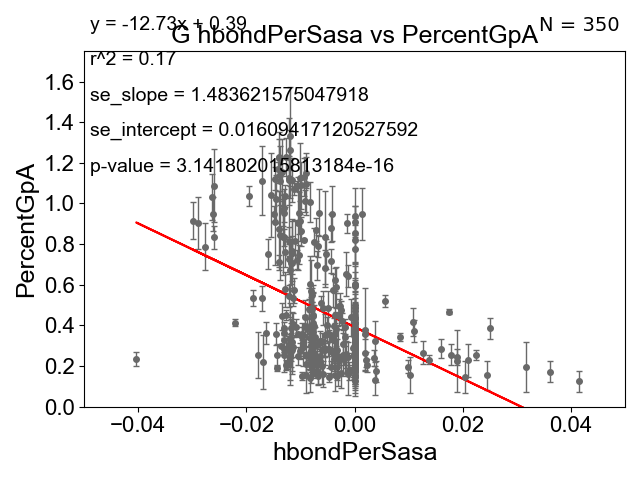 y = -12.73x + 0.39
N = 350
G hbondPerSasa vs PercentGpA
r^2 = 0.17
se_slope = 1.483621575047918
se_intercept = 0.01609417120527592
p-value = 3.141802015813184e-16
1.6
1.4
1.2
1.0
0.8
0.6
0.4
0.2
0.0
PercentGpA
−0.04
−0.02
0.00
0.02
0.04
hbondPerSasa